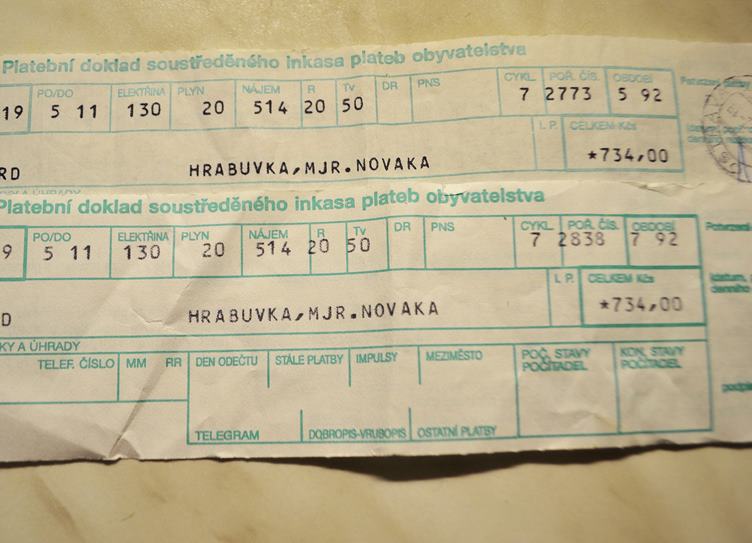 Platební doklad soustředěného inkasa plateb obyvatelstva
PO/DO ELEKTŘINA PLYN NÁJEM R TV DR PNS CYKL POŘ. ČÍS. OBDOBÍ
19 5 11 130 20 514 20 50 7 2773 5 92
I. P. CELKEM Kčs
*734,00
RD HRABUVKA,MJR.NOVAKA
Platební doklad soustředěného inkasa plateb obyvatelstva
PO/DO ELEKTŘINA PLYN NÁJEM R TV DR PNS CYKL POŘ. ČÍS. OBDOBÍ
9 5 11 130 20 514 20 50 7 2838 7 92
I. P. CELKEM Kčs
*734,00
D HRABUVKA,MJR.NOVAKA
KY A ÚHRADY
TELEF. ČÍSLO MM RR DEN ODEČTU STÁLE PLATBY IMPULSY MEZIMĚSTO POČ. STAVY POČÍTADEL KON. STAVY POČÍTADEL
TELEGRAM DOBROPIS-VRUBOPIS OSTATNÍ PLATBY